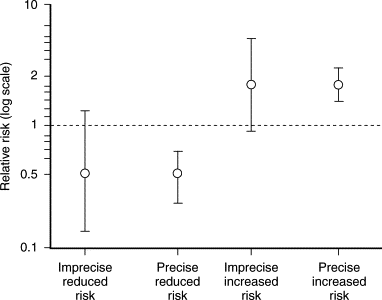 Relative risk (log scale)
10
2
1
0.5
0.1
Imprecise
reduced
risk
Precise
reduced
risk
Imprecise
increased
risk
Precise
increased
risk